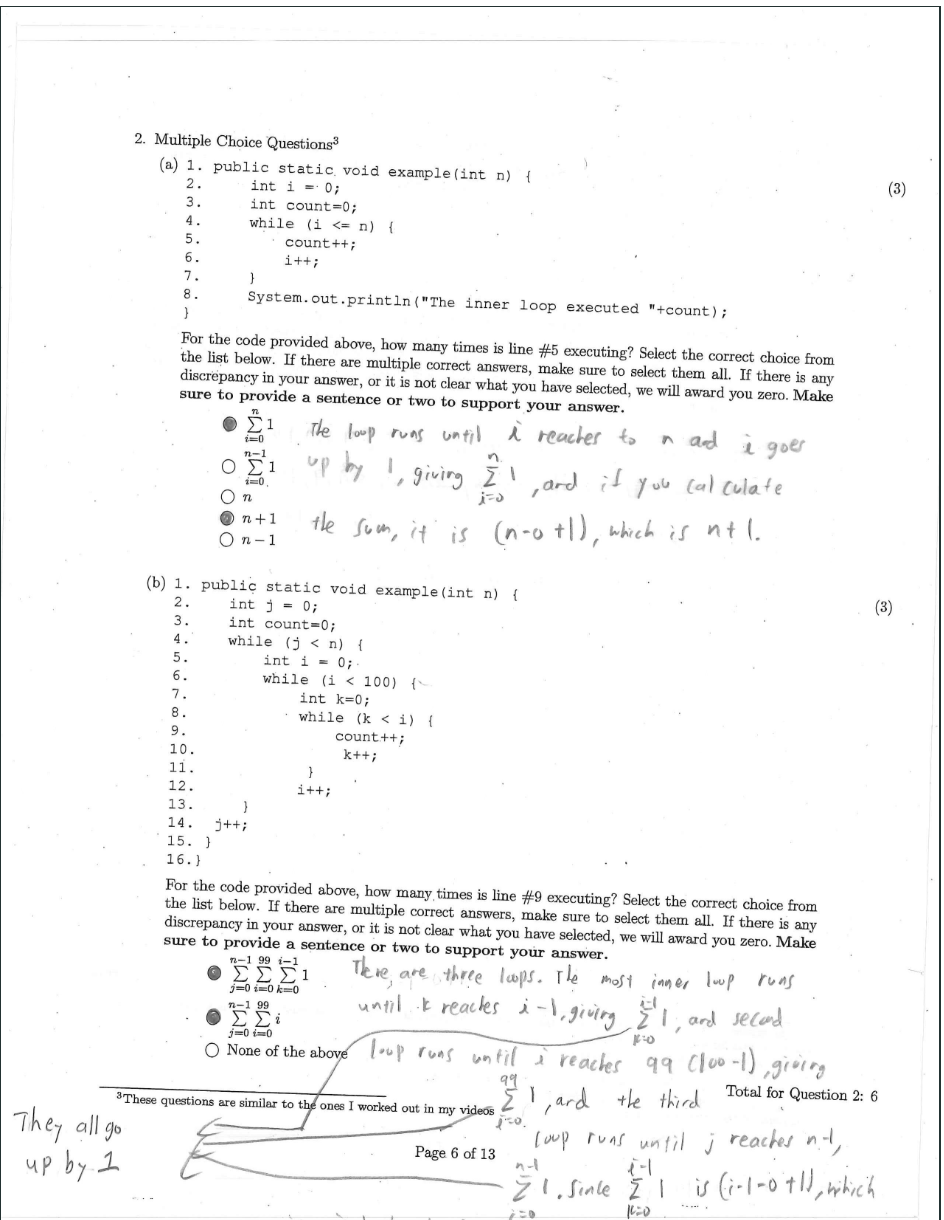 2. Multiple Choice Questions³
(a) 1. public static void example(int n) {
(3)
2. int i = 0;
3. int count=0;
4. while (i <= n) {
5. count++;
6. i++;
7. }
8. System.out.println("The inner loop executed "+count);
}
For the code provided above, how many times is line #5 executing? Select the correct choice from
the list below. If there are multiple correct answers, make sure to select them all. If there is any
discrepancy in your answer, or it is not clear what you have selected, we will award you zero. Make
sure to provide a sentence or two to support your answer.
● n∑i=0 1 The loop runs until i reaches to n and i goes
○ n−1∑i=0 1 up by 1, giving n∑i=0 1, and if you calculate
○ n
● n + 1 the sum, it is (n-0+1), which is n+1.
○ n − 1
(b) 1. public static void example(int n) {
(3)
2. int j = 0;
3. int count=0;
4. while (j < n) {
5. int i = 0;
6. while (i < 100) {
7. int k=0;
8. while (k < i) {
9. count++;
10. k++;
11. }
12. i++;
13. }
14. j++;
15. }
16.}
For the code provided above, how many times is line #9 executing? Select the correct choice from
the list below. If there are multiple correct answers, make sure to select them all. If there is any
discrepancy in your answer, or it is not clear what you have selected, we will award you zero. Make
sure to provide a sentence or two to support your answer.
● n−1∑j=0 99∑i=0 i−1∑k=0 1 There are three loops. The most inner loop runs
● n−1∑j=0 99∑i=0 i until k reaches i-1, giving i-1∑k=0 1, and second
○ None of the above loop runs until i reaches 99 (100-1), giving
99∑i=0 1, and the third
Total for Question 2: 6
³These questions are similar to the ones I worked out in my videos
They all go
up by 1
loop runs until j reaches n-1,
Page 6 of 13
n-1∑j=0 1. Since i-1∑k=0 1 is (i-1-0+1), which